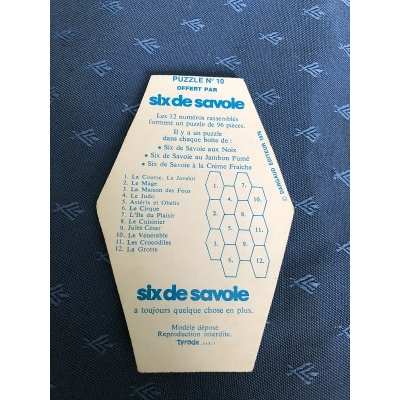 PUZZLE N° 10
OFFERT PAR
six de savoie
Les 12 numéros rassemblés
forment un puzzle de 96 pièces.
Il y a un puzzle
dans chaque boîte de :
• Six de Savoie aux Noix
• Six de Savoie au Jambon Fumé
• Six de Savoie à la Crème Fraîche
1. La Course, Le Javelot
2. Le Mage
3. La Maison des Fous
4. Le Judo
5. Astérix et Obélix
6. Le Cirque
7. L'Ile du Plaisir
8. Le Cuisinier
9. Jules César
10. Le Vénérable
11. Les Crocodiles
12. La Grotte
1.
4.
7.
10.
2.
5.
8.
11.
3.
6.
9.
12.
© DARGAUD EDITEUR 1976
six de savoie
a toujours quelque chose en plus.
Modèle déposé.
Reproduction interdite.